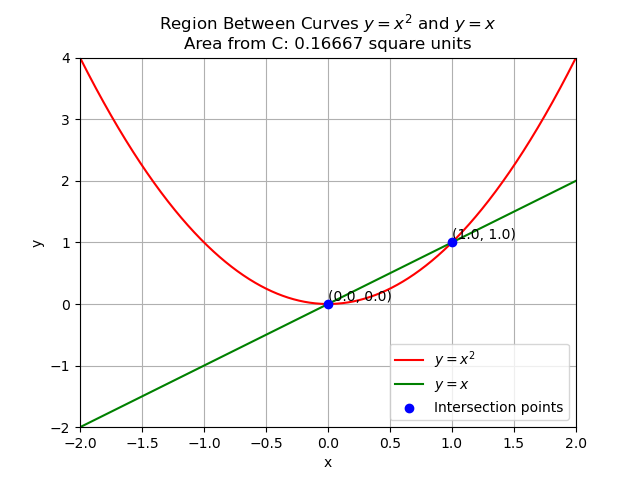 Region Between Curves $y = x^2$ and $y = x$
Area from C: 0.16667 square units
4
3
2
1
0
−1
−2
y
(1.0, 1.0)
(0.0, 0.0)
$y = x^2$
$y = x$
Intersection points
−2.0 −1.5 −1.0 −0.5 0.0 0.5 1.0 1.5 2.0
x